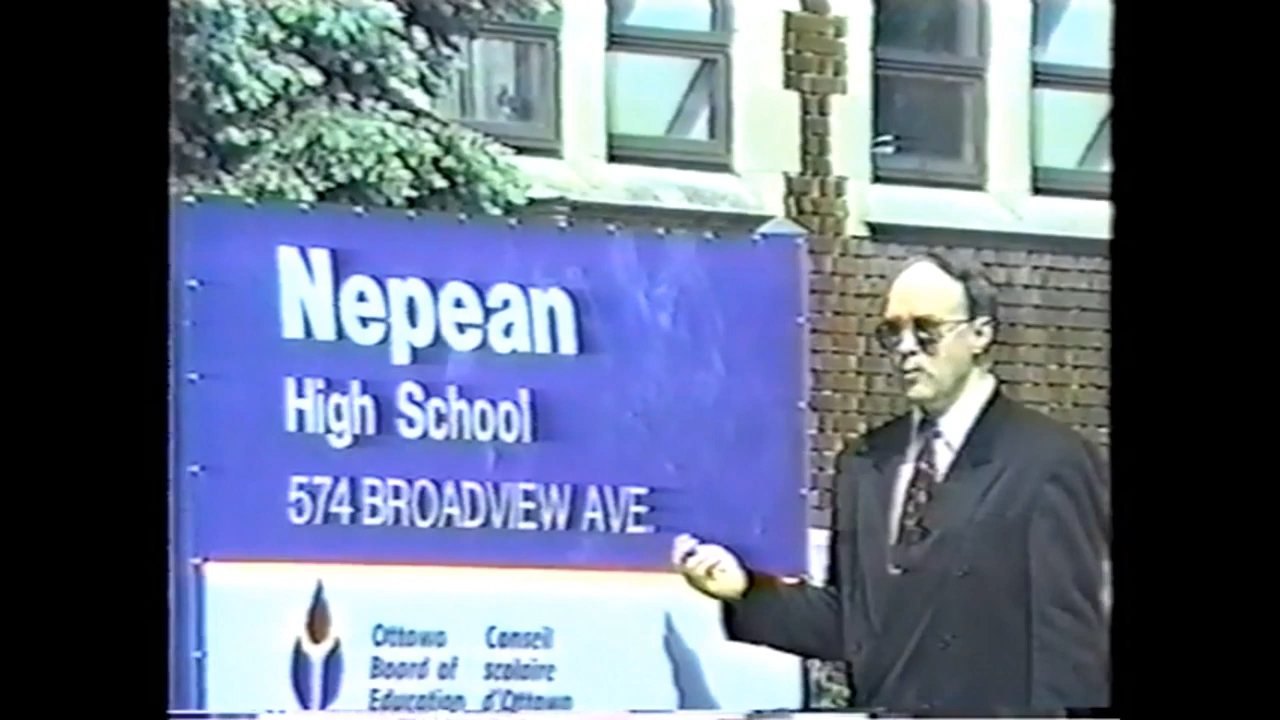 Nepean
High School
574 BROADVIEW AVE.
Ottawa Conseil
Board of scolaire
Education d'Ottawa